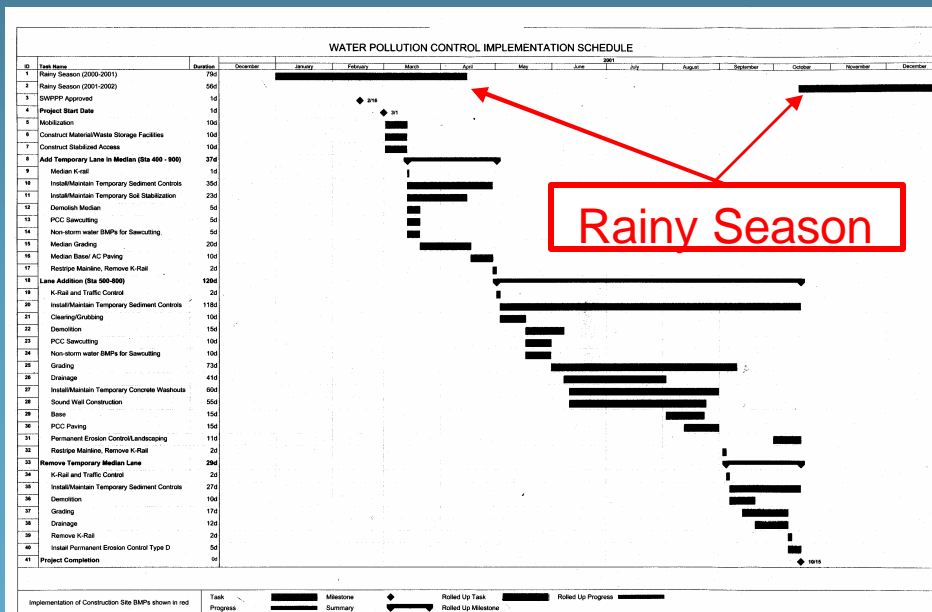 WATER POLLUTION CONTROL IMPLEMENTATION SCHEDULE
2001
ID Task Name Duration December January February March April May June July August September October November December
1 Rainy Season (2000-2001) 79d
2 Rainy Season (2001-2002) 56d
3 SWPPP Approved 1d 2/16
4 Project Start Date 1d 3/1
5 Mobilization 10d
6 Construct Material/Waste Storage Facilities 10d
7 Construct Stabilized Access 10d
8 Add Temporary Lane in Median (Sta 400 - 900) 37d
9 Median K-rail 1d
10 Install/Maintain Temporary Sediment Controls 35d
11 Install/Maintain Temporary Soil Stabilization 23d
12 Demolish Median 5d
13 PCC Sawcutting 5d
14 Non-storm water BMPs for Sawcutting 5d
15 Median Grading 20d
16 Median Base/ AC Paving 10d
17 Restripe Mainline, Remove K-Rail 2d
18 Lane Addition (Sta 500-800) 120d
19 K-Rail and Traffic Control 2d
20 Install/Maintain Temporary Sediment Controls 118d
21 Clearing/Grubbing 10d
22 Demolition 15d
23 PCC Sawcutting 10d
24 Non-storm water BMPs for Sawcutting 10d
25 Grading 73d
26 Drainage 41d
27 Install/Maintain Temporary Concrete Washouts 60d
28 Sound Wall Construction 55d
29 Base 15d
30 PCC Paving 15d
31 Permanent Erosion Control/Landscaping 11d
32 Restripe Mainline, Remove K-Rail 2d
33 Remove Temporary Median Lane 29d
34 K-Rail and Traffic Control 2d
35 Install/Maintain Temporary Sediment Controls 27d
36 Demolition 10d
37 Grading 17d
38 Drainage 12d
39 Remove K-Rail 2d
40 Install Permanent Erosion Control Type D 5d
41 Project Completion 0d 10/15
Rainy Season
Implementation of Construction Site BMPs shown in red
Task Milestone Rolled Up Task Rolled Up Progress
Progress Summary Rolled Up Milestone